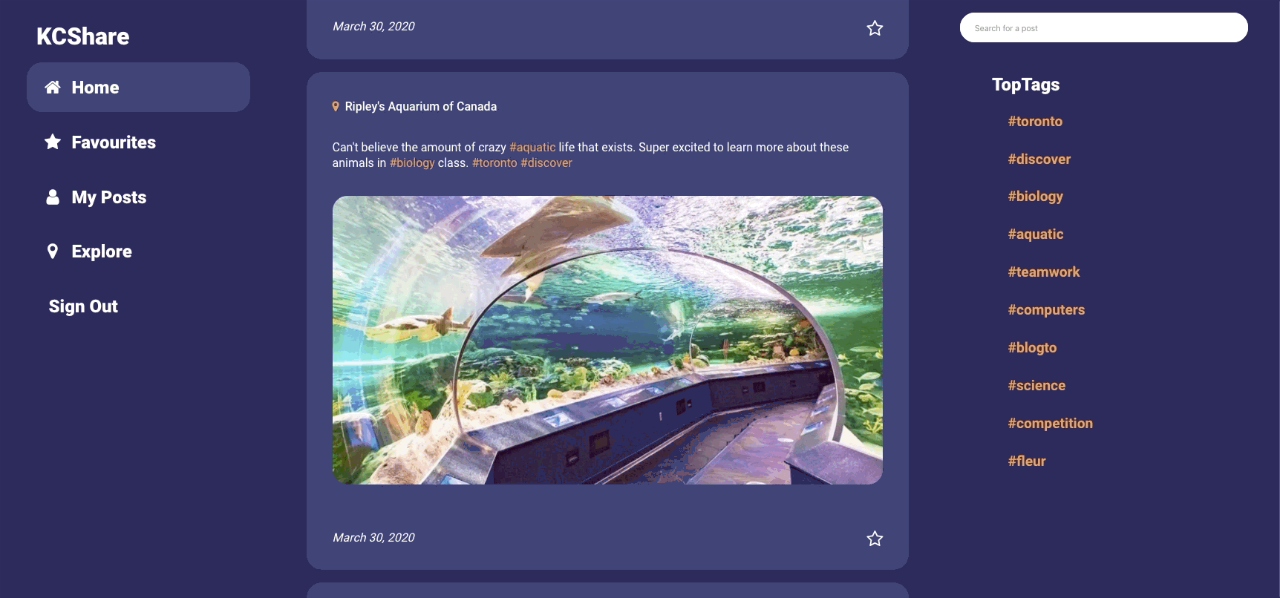 KCShare
Home
Favourites
My Posts
Explore
Sign Out
March 30, 2020
Ripley's Aquarium of Canada
Can't believe the amount of crazy #aquatic life that exists. Super excited to learn more about these
animals in #biology class. #toronto #discover
March 30, 2020
Search for a post
TopTags
#toronto
#discover
#biology
#aquatic
#teamwork
#computers
#blogto
#science
#competition
#fleur